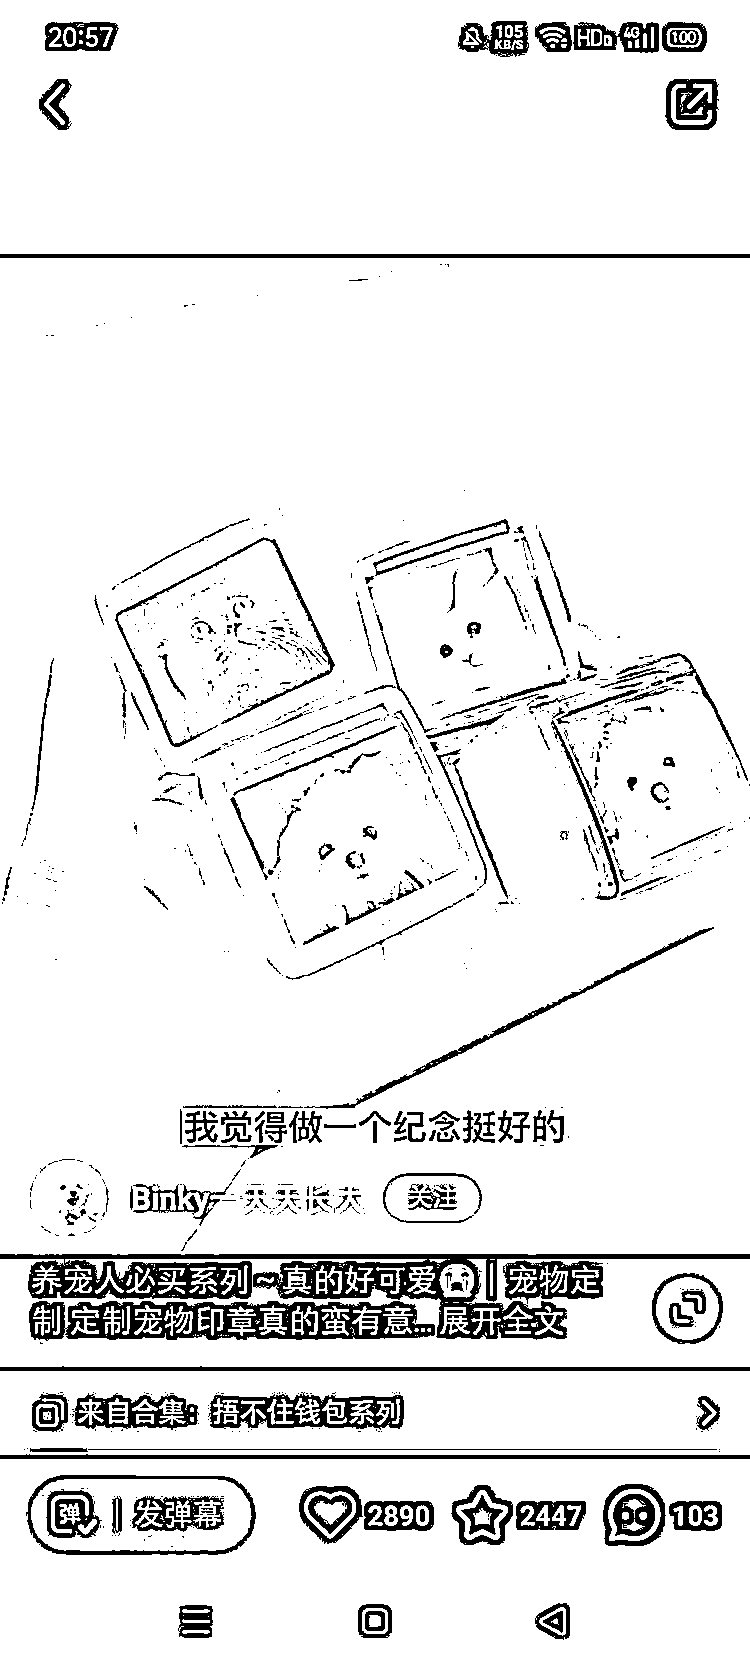 20:57
105
KB/S
HD
4G
100
我觉得做一个纪念挺好的
Binky一天天长大
关注
养宠人必买系列~真的好可爱😭 | 宠物定
制 定制宠物印章真的蛮有意... 展开全文
来自合集：捂不住钱包系列
弹 | 发弹幕
2890
2447
103